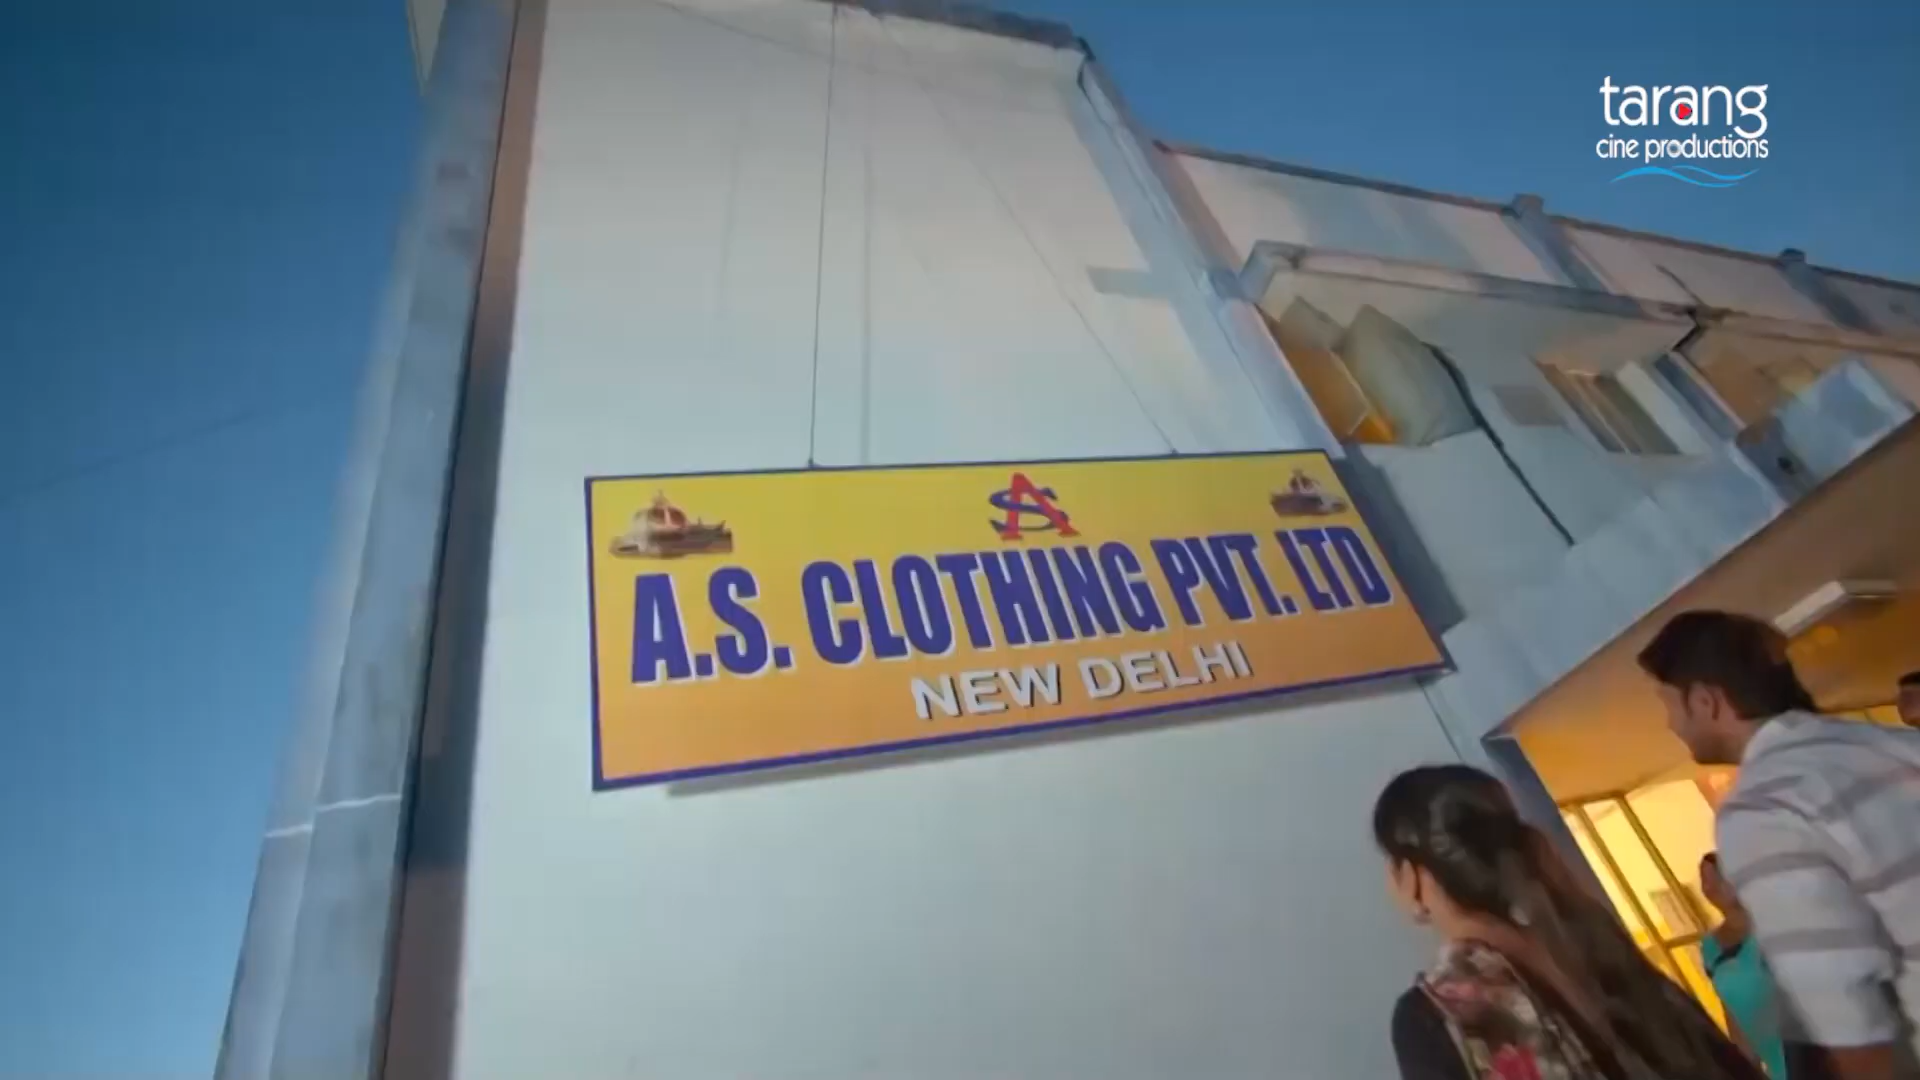 tarang
cine productions
AS
A.S. CLOTHING PVT. LTD
NEW DELHI